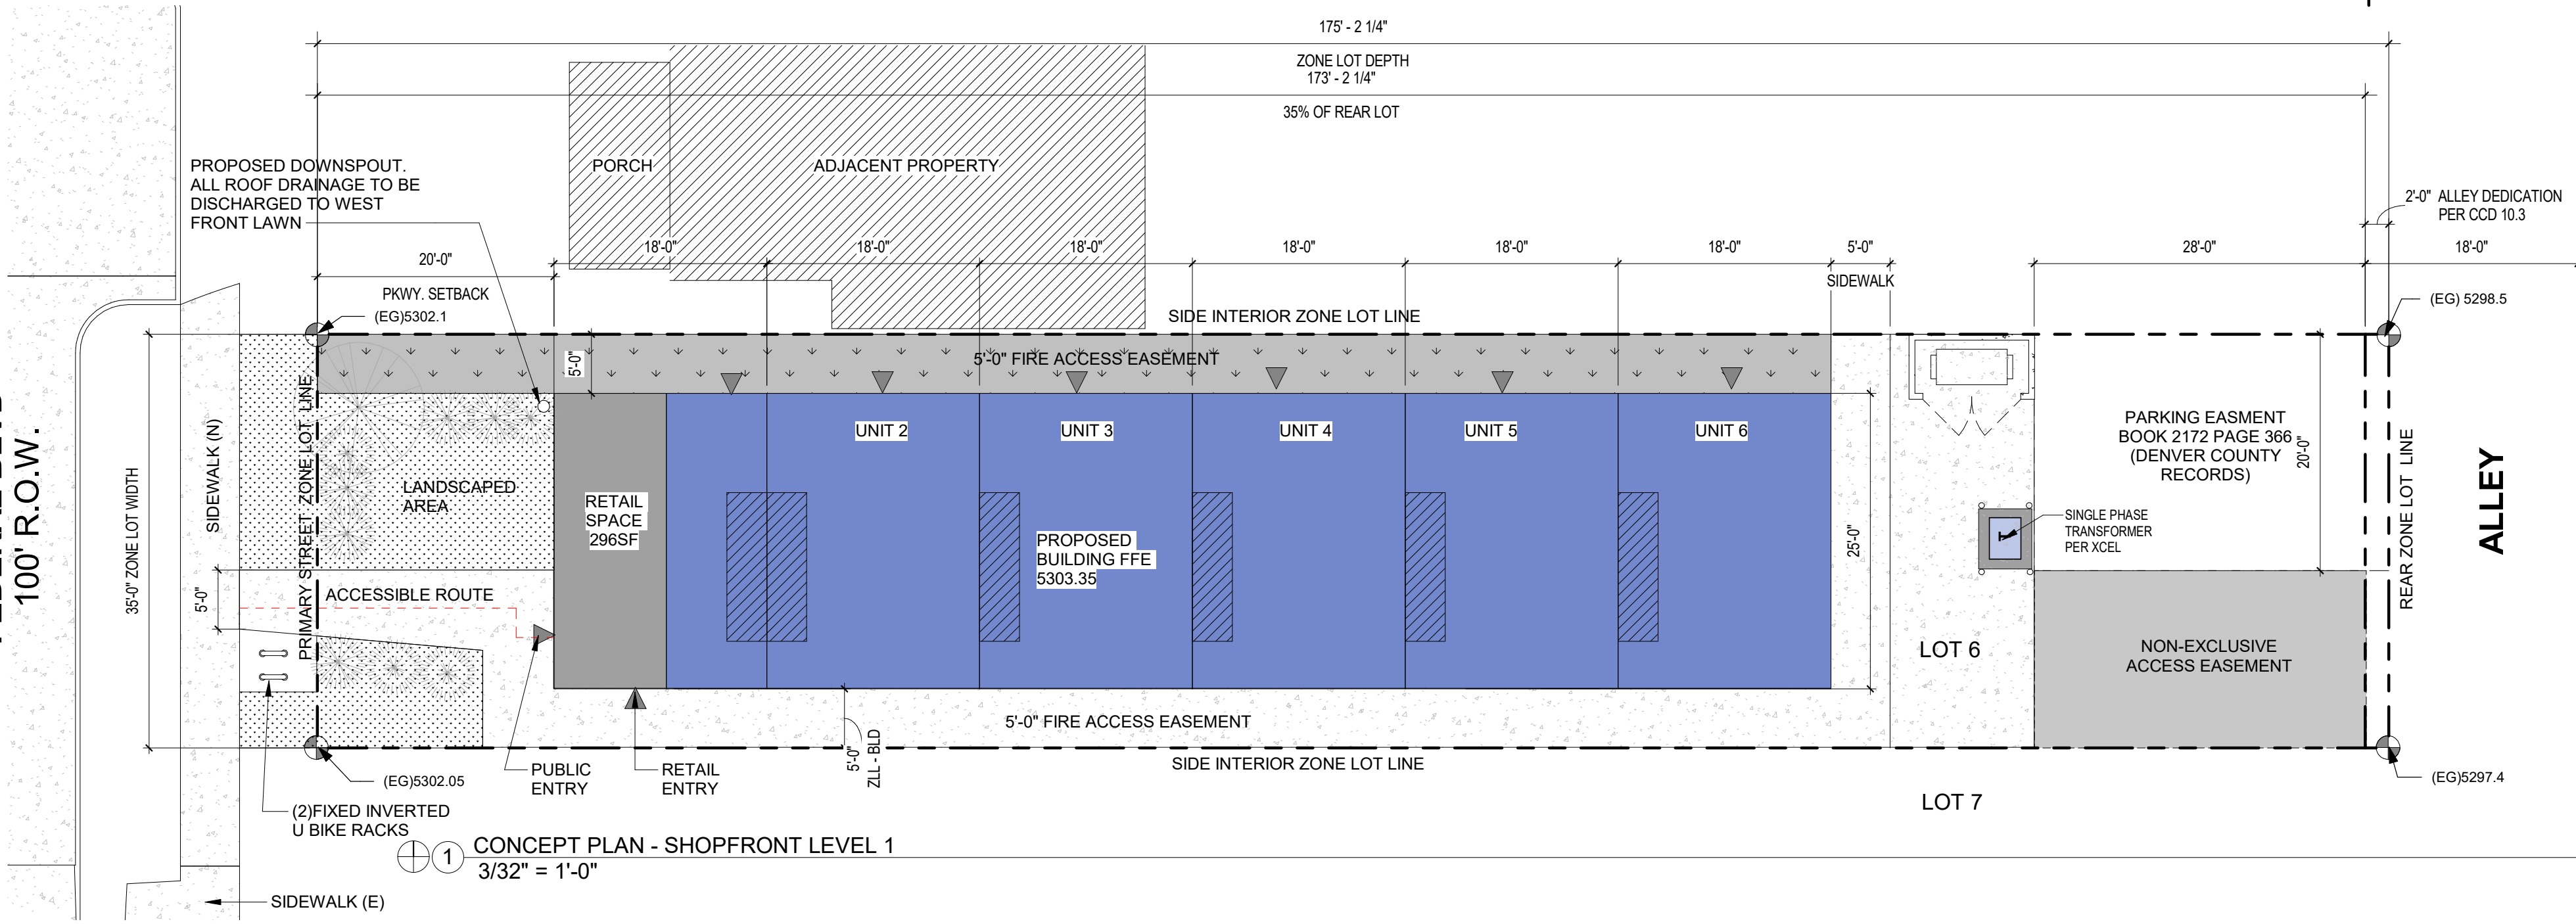 175' - 2 1/4"
ZONE LOT DEPTH
173' - 2 1/4"
35% OF REAR LOT
PROPOSED DOWNSPOUT.
ALL ROOF DRAINAGE TO BE
DISCHARGED TO WEST
FRONT LAWN
PORCH
ADJACENT PROPERTY
2'-0" ALLEY DEDICATION
PER CCD 10.3
20'-0"
18'-0"
18'-0"
18'-0"
18'-0"
18'-0"
18'-0"
5'-0"
28'-0"
18'-0"
SIDEWALK
PKWY. SETBACK
(EG)5302.1
SIDE INTERIOR ZONE LOT LINE
(EG) 5298.5
5'-0"
5'-0" FIRE ACCESS EASEMENT
100' R.O.W.
35'-0" ZONE LOT WIDTH
SIDEWALK (N)
PRIMARY STREET ZONE LOT LINE
LANDSCAPED
AREA
RETAIL
SPACE
296SF
UNIT 2
UNIT 3
UNIT 4
UNIT 5
UNIT 6
PROPOSED
BUILDING FFE
5303.35
25'-0"
PARKING EASMENT
BOOK 2172 PAGE 366
(DENVER COUNTY
RECORDS)
20'-0"
SINGLE PHASE
TRANSFORMER
PER XCEL
T
REAR ZONE LOT LINE
ALLEY
5'-0"
ACCESSIBLE ROUTE
LOT 6
NON-EXCLUSIVE
ACCESS EASEMENT
5'-0" FIRE ACCESS EASEMENT
5'-0"
ZLL - BLD
SIDE INTERIOR ZONE LOT LINE
PUBLIC
ENTRY
RETAIL
ENTRY
(EG)5302.05
(EG)5297.4
LOT 7
(2)FIXED INVERTED
U BIKE RACKS
1
CONCEPT PLAN - SHOPFRONT LEVEL 1
3/32" = 1'-0"
SIDEWALK (E)